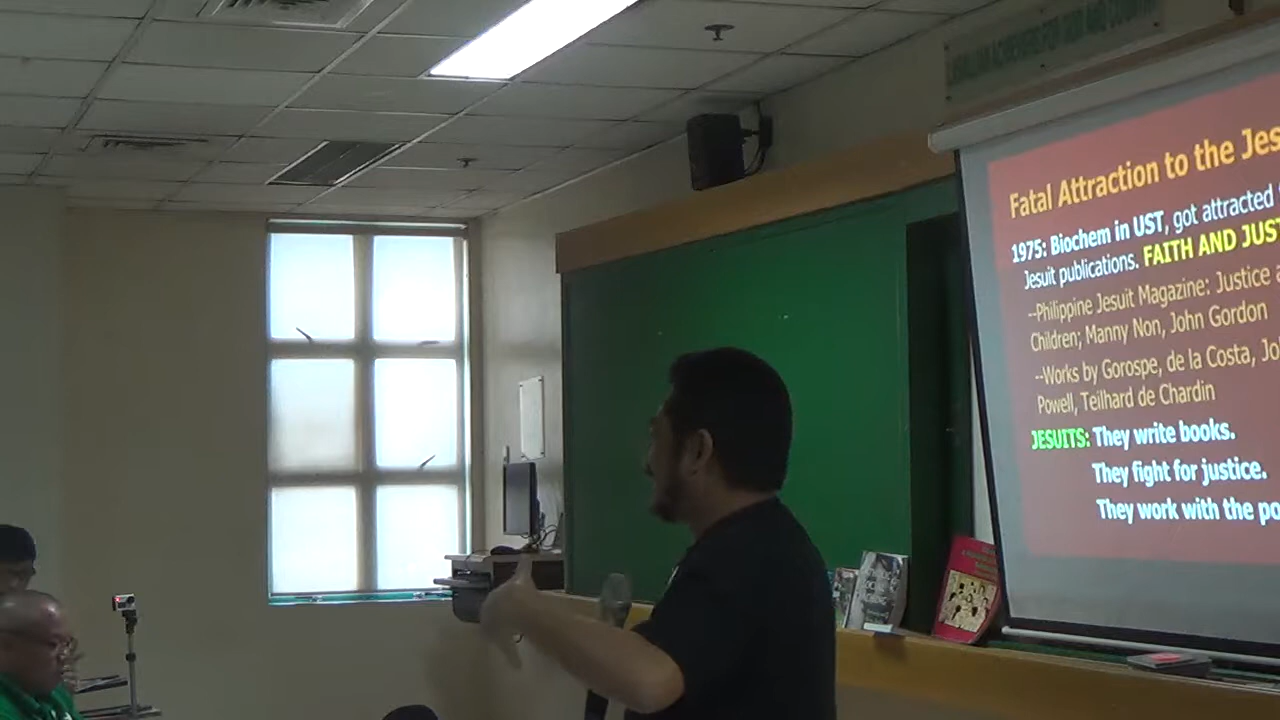 Fatal Attraction to the Jes
1975: Biochem in UST, got attracted
Jesuit publications. FAITH AND JUST
--Philippine Jesuit Magazine: Justice a
Children; Manny Non, John Gordon
--Works by Gorospe, de la Costa, Jo
Powell, Teilhard de Chardin
JESUITS: They write books.
They fight for justice.
They work with the po